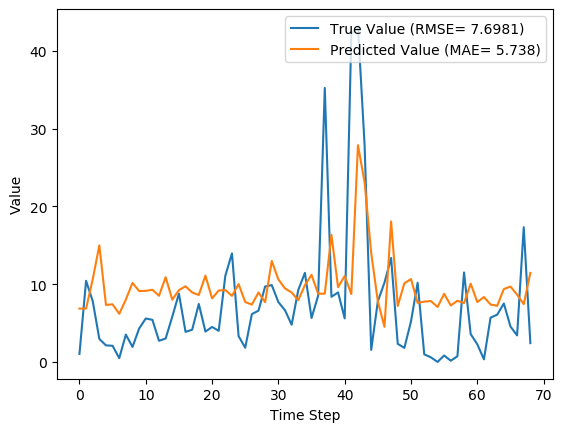 True Value (RMSE= 7.6981)
Predicted Value (MAE= 5.738)
Value
40
30
20
10
0
0 10 20 30 40 50 60 70
Time Step